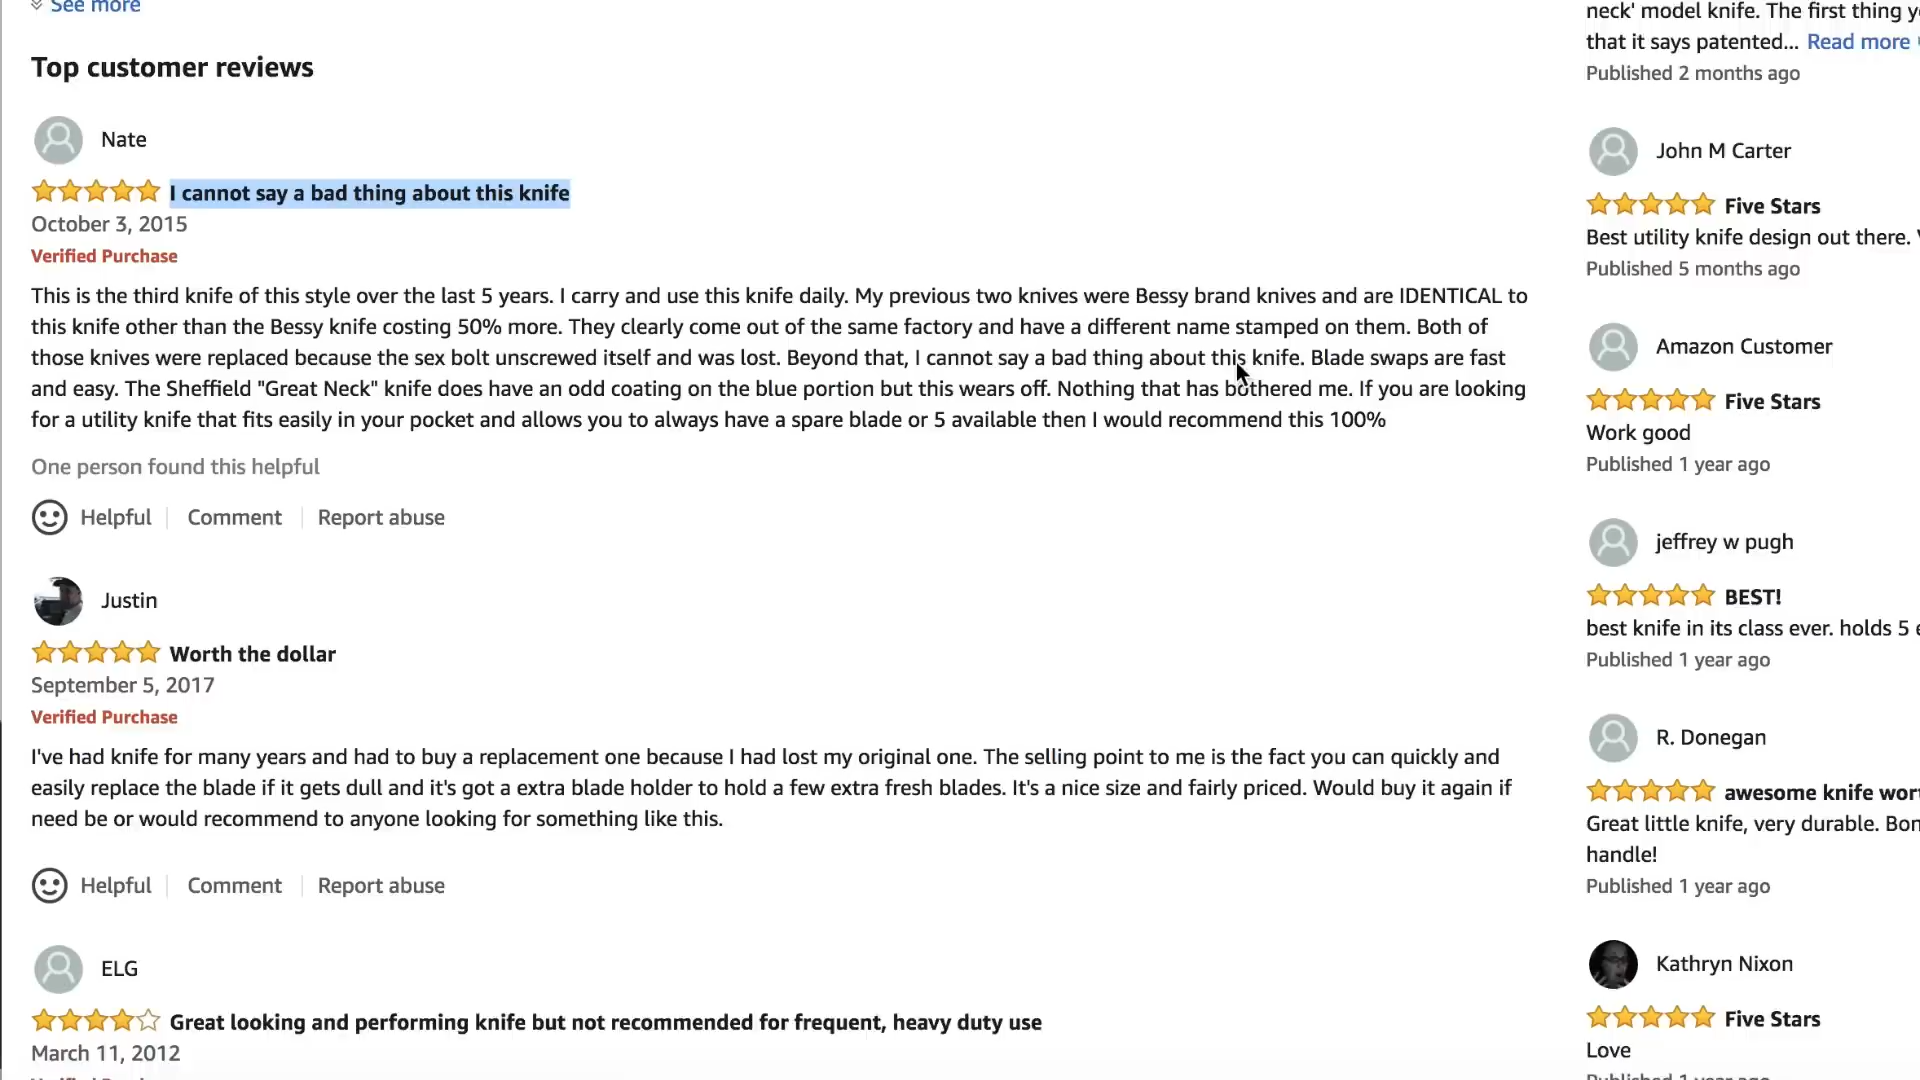 See more
Top customer reviews
Nate
I cannot say a bad thing about this knife
October 3, 2015
Verified Purchase
This is the third knife of this style over the last 5 years. I carry and use this knife daily. My previous two knives were Bessy brand knives and are IDENTICAL to
this knife other than the Bessy knife costing 50% more. They clearly come out of the same factory and have a different name stamped on them. Both of
those knives were replaced because the sex bolt unscrewed itself and was lost. Beyond that, I cannot say a bad thing about this knife. Blade swaps are fast
and easy. The Sheffield "Great Neck" knife does have an odd coating on the blue portion but this wears off. Nothing that has bothered me. If you are looking
for a utility knife that fits easily in your pocket and allows you to always have a spare blade or 5 available then I would recommend this 100%
One person found this helpful
Helpful
Comment
Report abuse
Justin
Worth the dollar
September 5, 2017
Verified Purchase
I've had knife for many years and had to buy a replacement one because I had lost my original one. The selling point to me is the fact you can quickly and
easily replace the blade if it gets dull and it's got a extra blade holder to hold a few extra fresh blades. It's a nice size and fairly priced. Would buy it again if
need be or would recommend to anyone looking for something like this.
Helpful
Comment
Report abuse
ELG
Great looking and performing knife but not recommended for frequent, heavy duty use
March 11, 2012
neck' model knife. The first thing
that it says patented... Read more
Published 2 months ago
John M Carter
Five Stars
Best utility knife design out there.
Published 5 months ago
Amazon Customer
Five Stars
Work good
Published 1 year ago
jeffrey w pugh
BEST!
best knife in its class ever. holds 5
Published 1 year ago
R. Donegan
awesome knife
Great little knife, very durable.
handle!
Published 1 year ago
Kathryn Nixon
Five Stars
Love